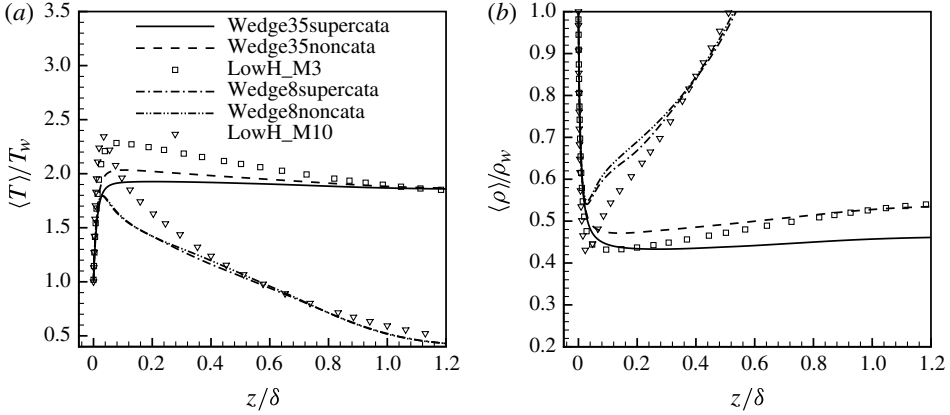 (a)
3.5
3.0
2.5
2.0
1.5
1.0
0.5
⟨T⟩/T_w
Wedge35supercata
Wedge35noncata
LowH_M3
Wedge8supercata
Wedge8noncata
LowH_M10
0 0.2 0.4 0.6 0.8 1.0 1.2
z/δ
(b)
1.0
0.9
0.8
0.7
0.6
0.5
0.4
0.3
0.2
⟨ρ⟩/ρ_w
0 0.2 0.4 0.6 0.8 1.0 1.2
z/δ